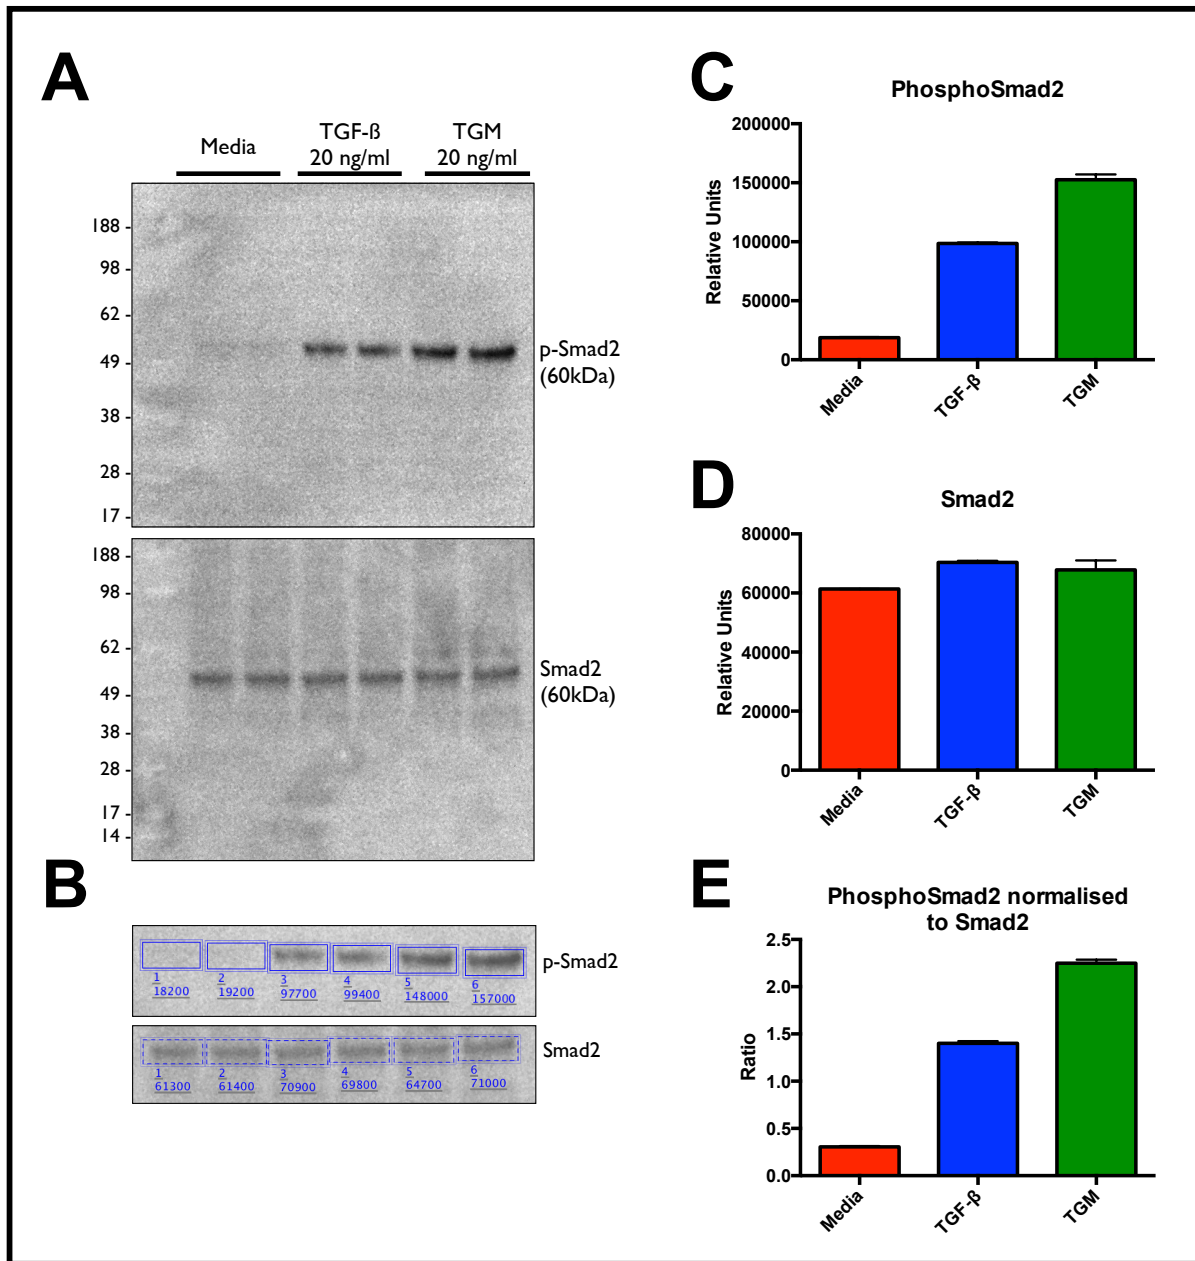 A
Media
TGF-ß
20 ng/ml
TGM
20 ng/ml
188 -
98 -
62 -
49 -
38 -
28 -
17 -
p-Smad2
(60kDa)
188 -
98 -
62 -
49 -
38 -
28 -
17 -
14 -
Smad2
(60kDa)
B
1
18200
2
19200
3
97700
4
99400
5
148000
6
157000
p-Smad2
1
61300
2
61400
3
70900
4
69800
5
64700
6
71000
Smad2
C
PhosphoSmad2
Relative Units
200000
150000
100000
50000
0
Media
TGF-β
TGM
D
Smad2
Relative Units
80000
60000
40000
20000
0
Media
TGF-β
TGM
E
PhosphoSmad2 normalised
to Smad2
Ratio
2.5
2.0
1.5
1.0
0.5
0.0
Media
TGF-β
TGM